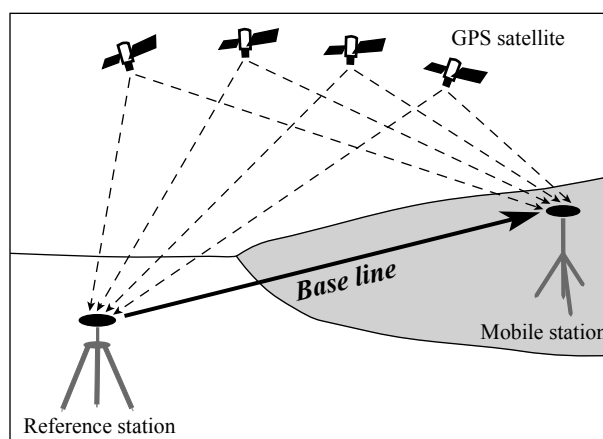 GPS satellite
Base line
Mobile station
Reference station